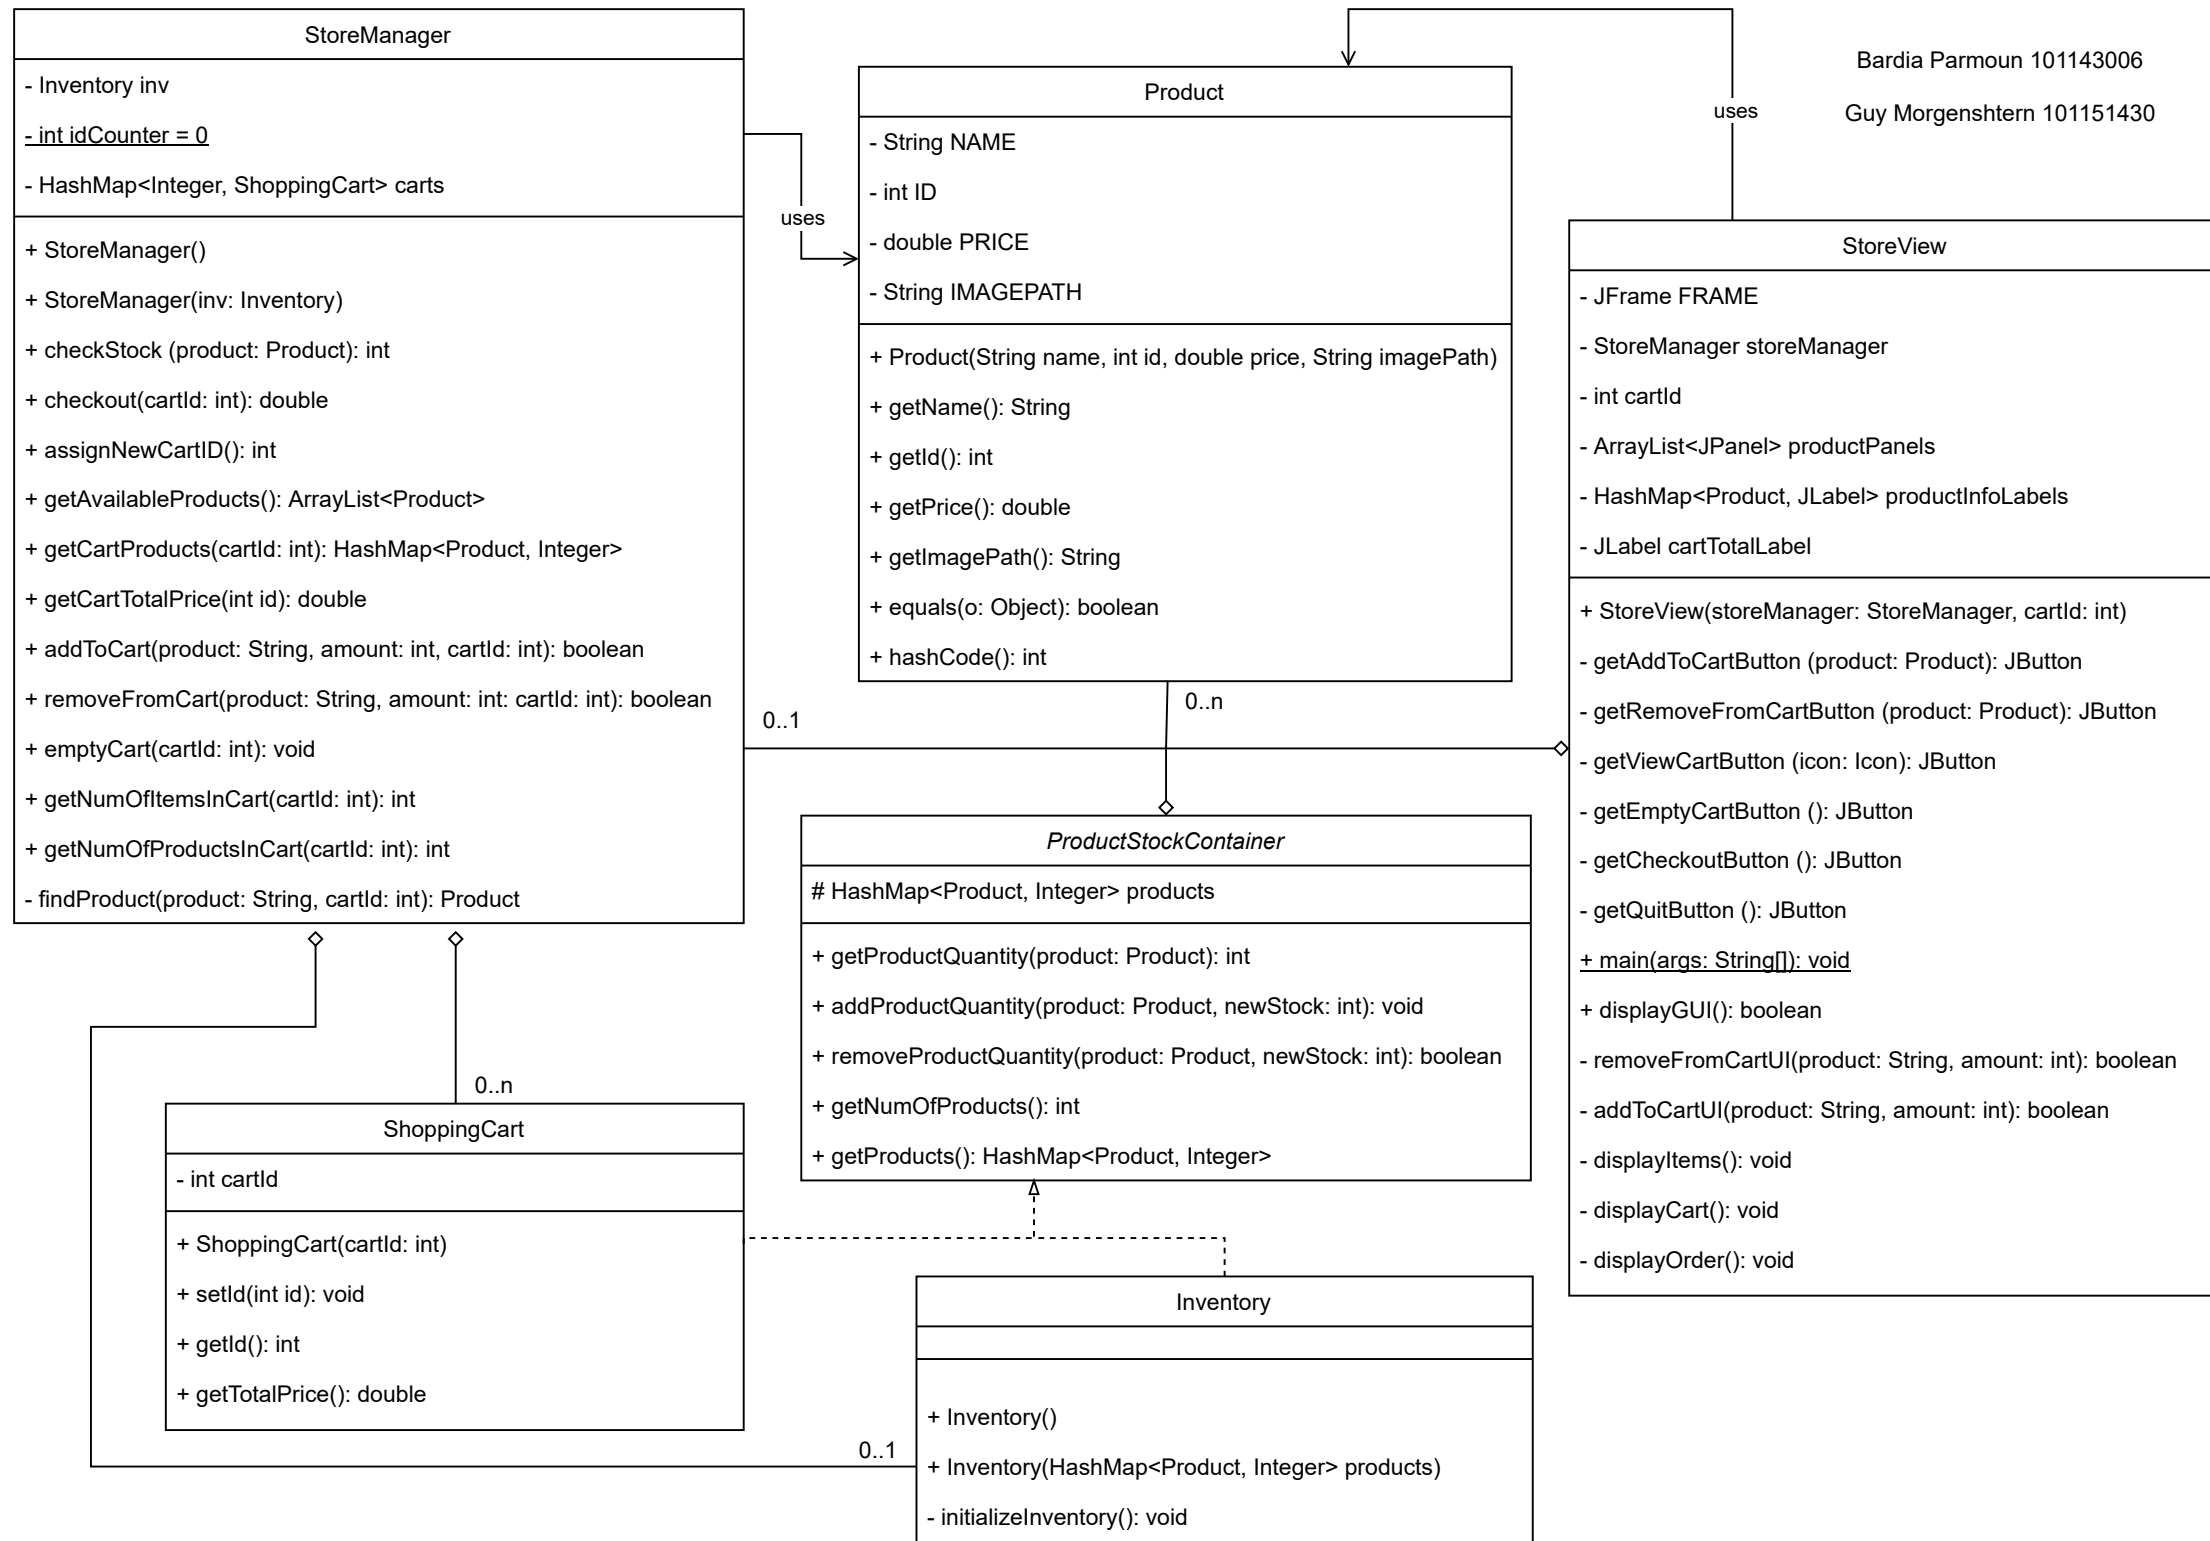 StoreManager
- Inventory inv
- int idCounter = 0
- HashMap<Integer, ShoppingCart> carts
+ StoreManager()
+ StoreManager(inv: Inventory)
+ checkStock (product: Product): int
+ checkout(cartId: int): double
+ assignNewCartID(): int
+ getAvailableProducts(): ArrayList<Product>
+ getCartProducts(cartId: int): HashMap<Product, Integer>
+ getCartTotalPrice(int id): double
+ addToCart(product: String, amount: int, cartId: int): boolean
+ removeFromCart(product: String, amount: int: cartId: int): boolean
+ emptyCart(cartId: int): void
+ getNumOfItemsInCart(cartId: int): int
+ getNumOfProductsInCart(cartId: int): int
- findProduct(product: String, cartId: int): Product
uses
Product
- String NAME
- int ID
- double PRICE
- String IMAGEPATH
+ Product(String name, int id, double price, String imagePath)
+ getName(): String
+ getId(): int
+ getPrice(): double
+ getImagePath(): String
+ equals(o: Object): boolean
+ hashCode(): int
uses
Bardia Parmoun 101143006
Guy Morgenshtern 101151430
StoreView
- JFrame FRAME
- StoreManager storeManager
- int cartId
- ArrayList<JPanel> productPanels
- HashMap<Product, JLabel> productInfoLabels
- JLabel cartTotalLabel
+ StoreView(storeManager: StoreManager, cartId: int)
- getAddToCartButton (product: Product): JButton
- getRemoveFromCartButton (product: Product): JButton
- getViewCartButton (icon: Icon): JButton
- getEmptyCartButton (): JButton
- getCheckoutButton (): JButton
- getQuitButton (): JButton
+ main(args: String[]): void
+ displayGUI(): boolean
- removeFromCartUI(product: String, amount: int): boolean
- addToCartUI(product: String, amount: int): boolean
- displayItems(): void
- displayCart(): void
- displayOrder(): void
0..1
0..n
ProductStockContainer
# HashMap<Product, Integer> products
+ getProductQuantity(product: Product): int
+ addProductQuantity(product: Product, newStock: int): void
+ removeProductQuantity(product: Product, newStock: int): boolean
+ getNumOfProducts(): int
+ getProducts(): HashMap<Product, Integer>
0..n
ShoppingCart
- int cartId
+ ShoppingCart(cartId: int)
+ setId(int id): void
+ getId(): int
+ getTotalPrice(): double
0..1
Inventory
+ Inventory()
+ Inventory(HashMap<Product, Integer> products)
- initializeInventory(): void